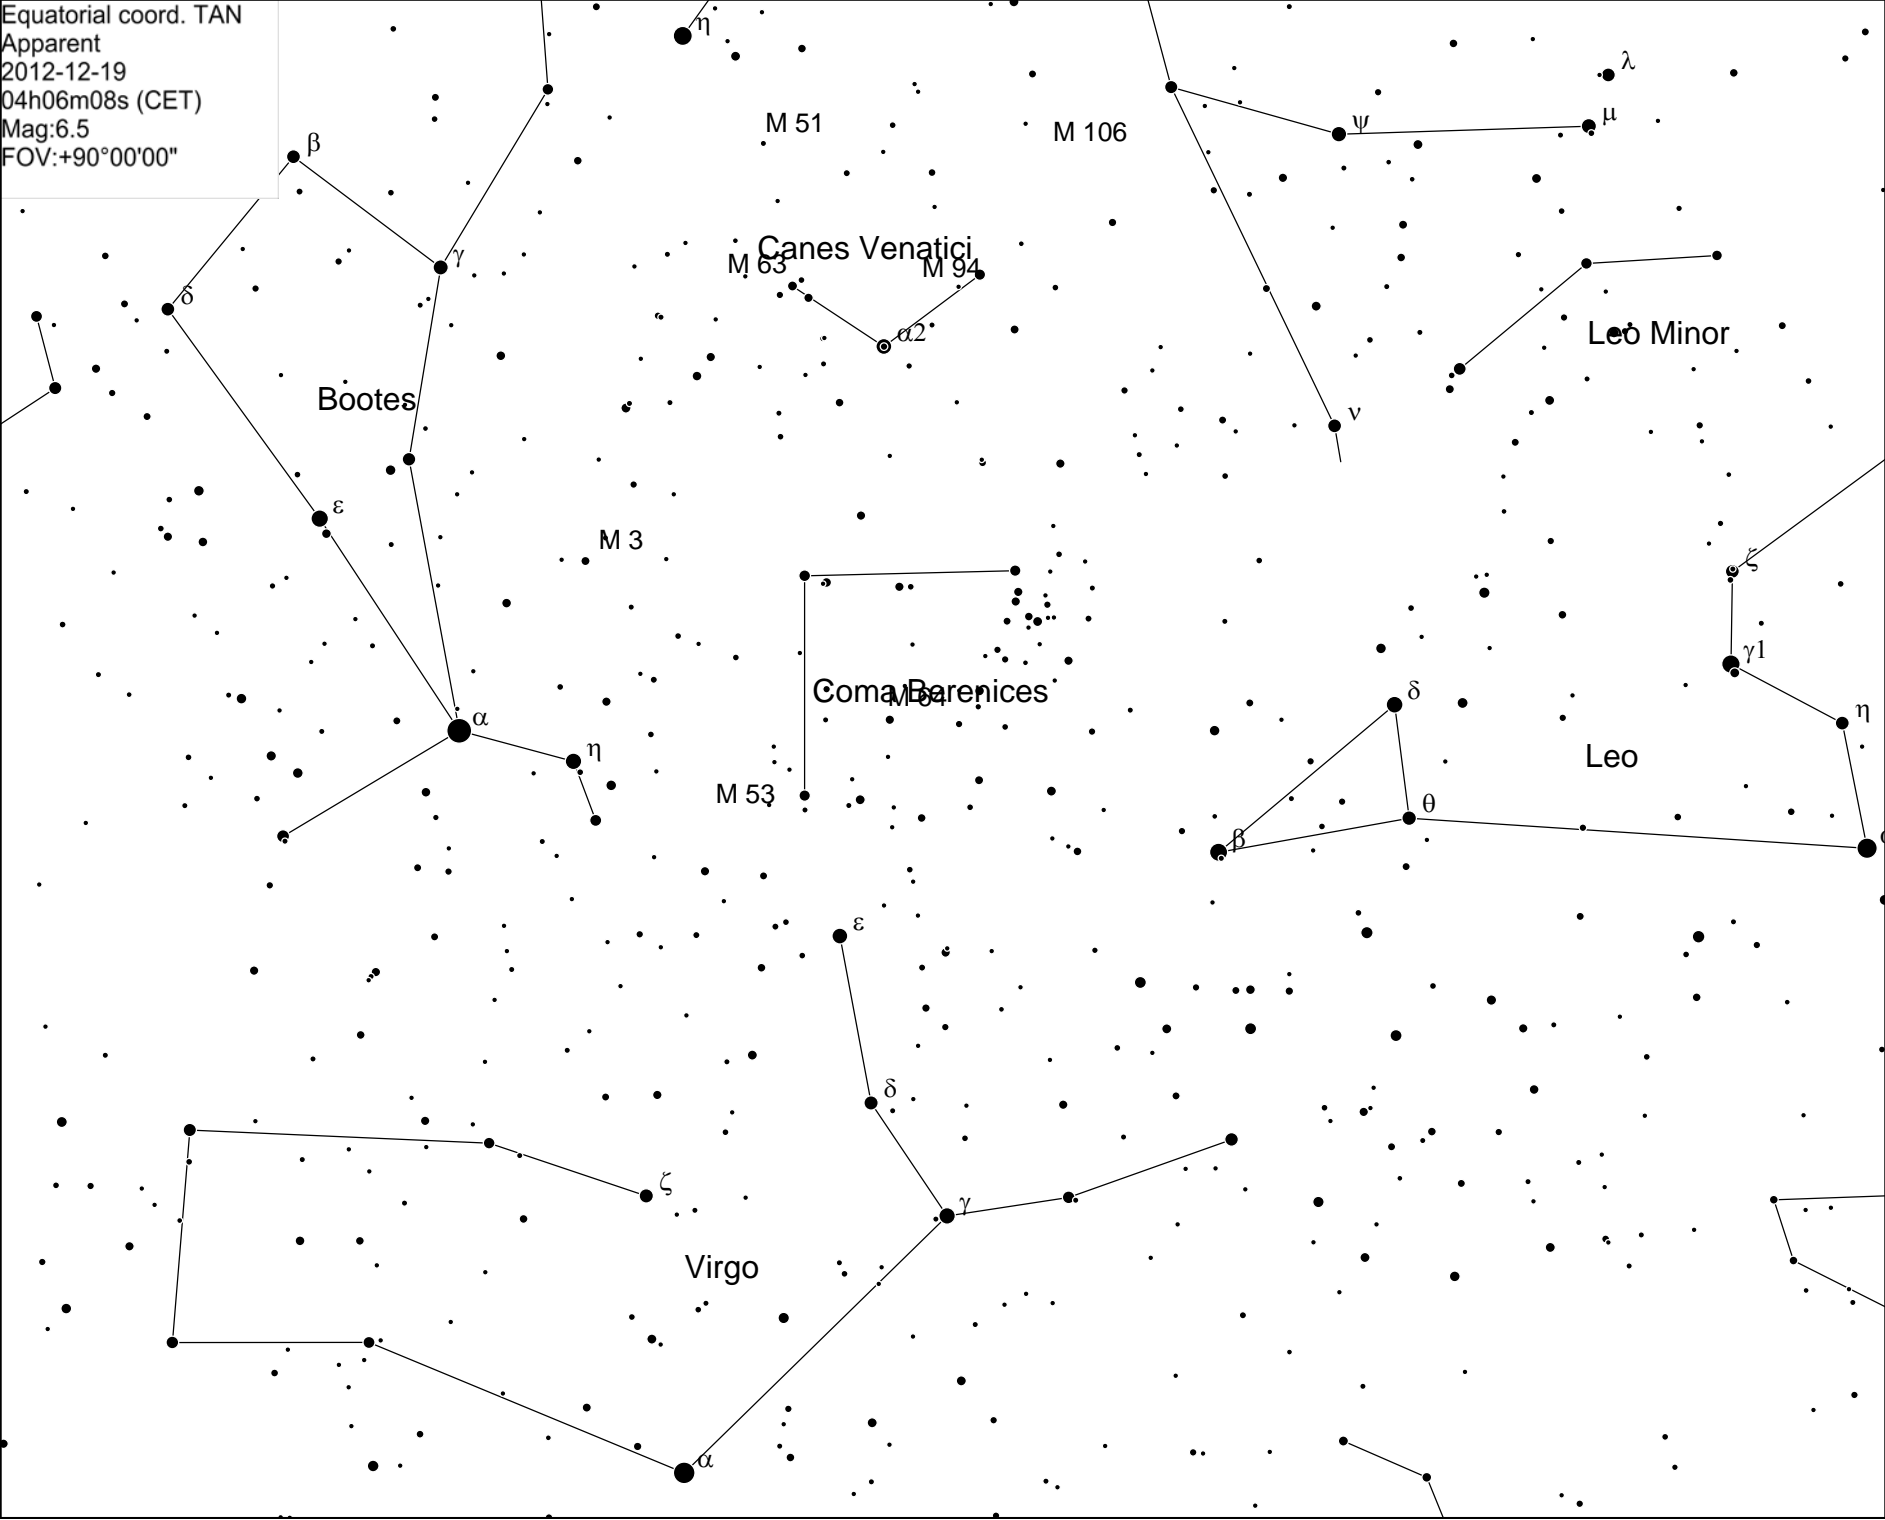 Equatorial coord. TAN
Apparent
2012-12-19
04h06m08s (CET)
Mag:6.5
FOV:+90°00'00"
η
λ
M 51
M 106
ψ
μ
β
Canes Venatici
M 63
M 94
γ
δ
α2
Leo Minor
Bootes
ν
ε
M 3
ζ
γ1
Coma Berenices
M 64
δ
η
α
η
Leo
M 53
θ
β
α
ε
δ
ζ
γ
Virgo
α